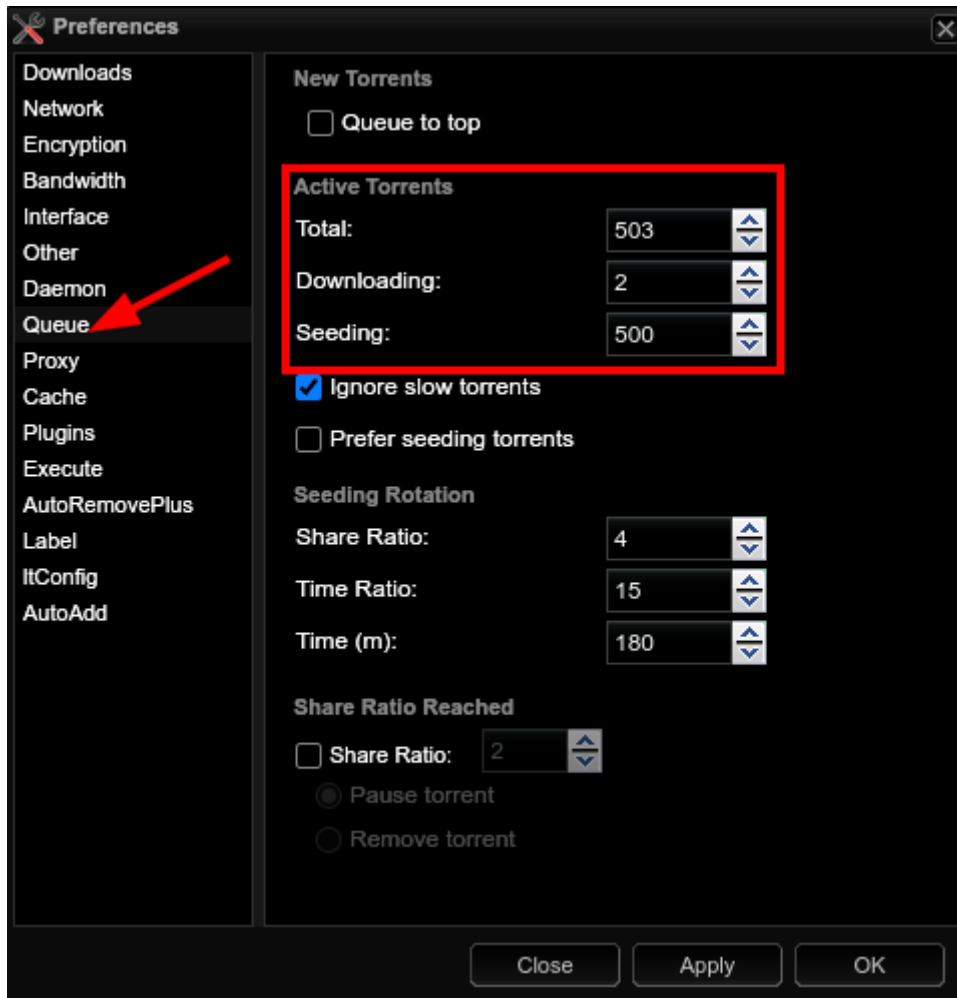 Preferences
Downloads
Network
Encryption
Bandwidth
Interface
Other
Daemon
Queue
Proxy
Cache
Plugins
Execute
AutoRemovePlus
Label
ltConfig
AutoAdd
New Torrents
Queue to top
Active Torrents
Total: 503
Downloading: 2
Seeding: 500
Ignore slow torrents
Prefer seeding torrents
Seeding Rotation
Share Ratio: 4
Time Ratio: 15
Time (m): 180
Share Ratio Reached
Share Ratio: 2
Pause torrent
Remove torrent
Close Apply OK